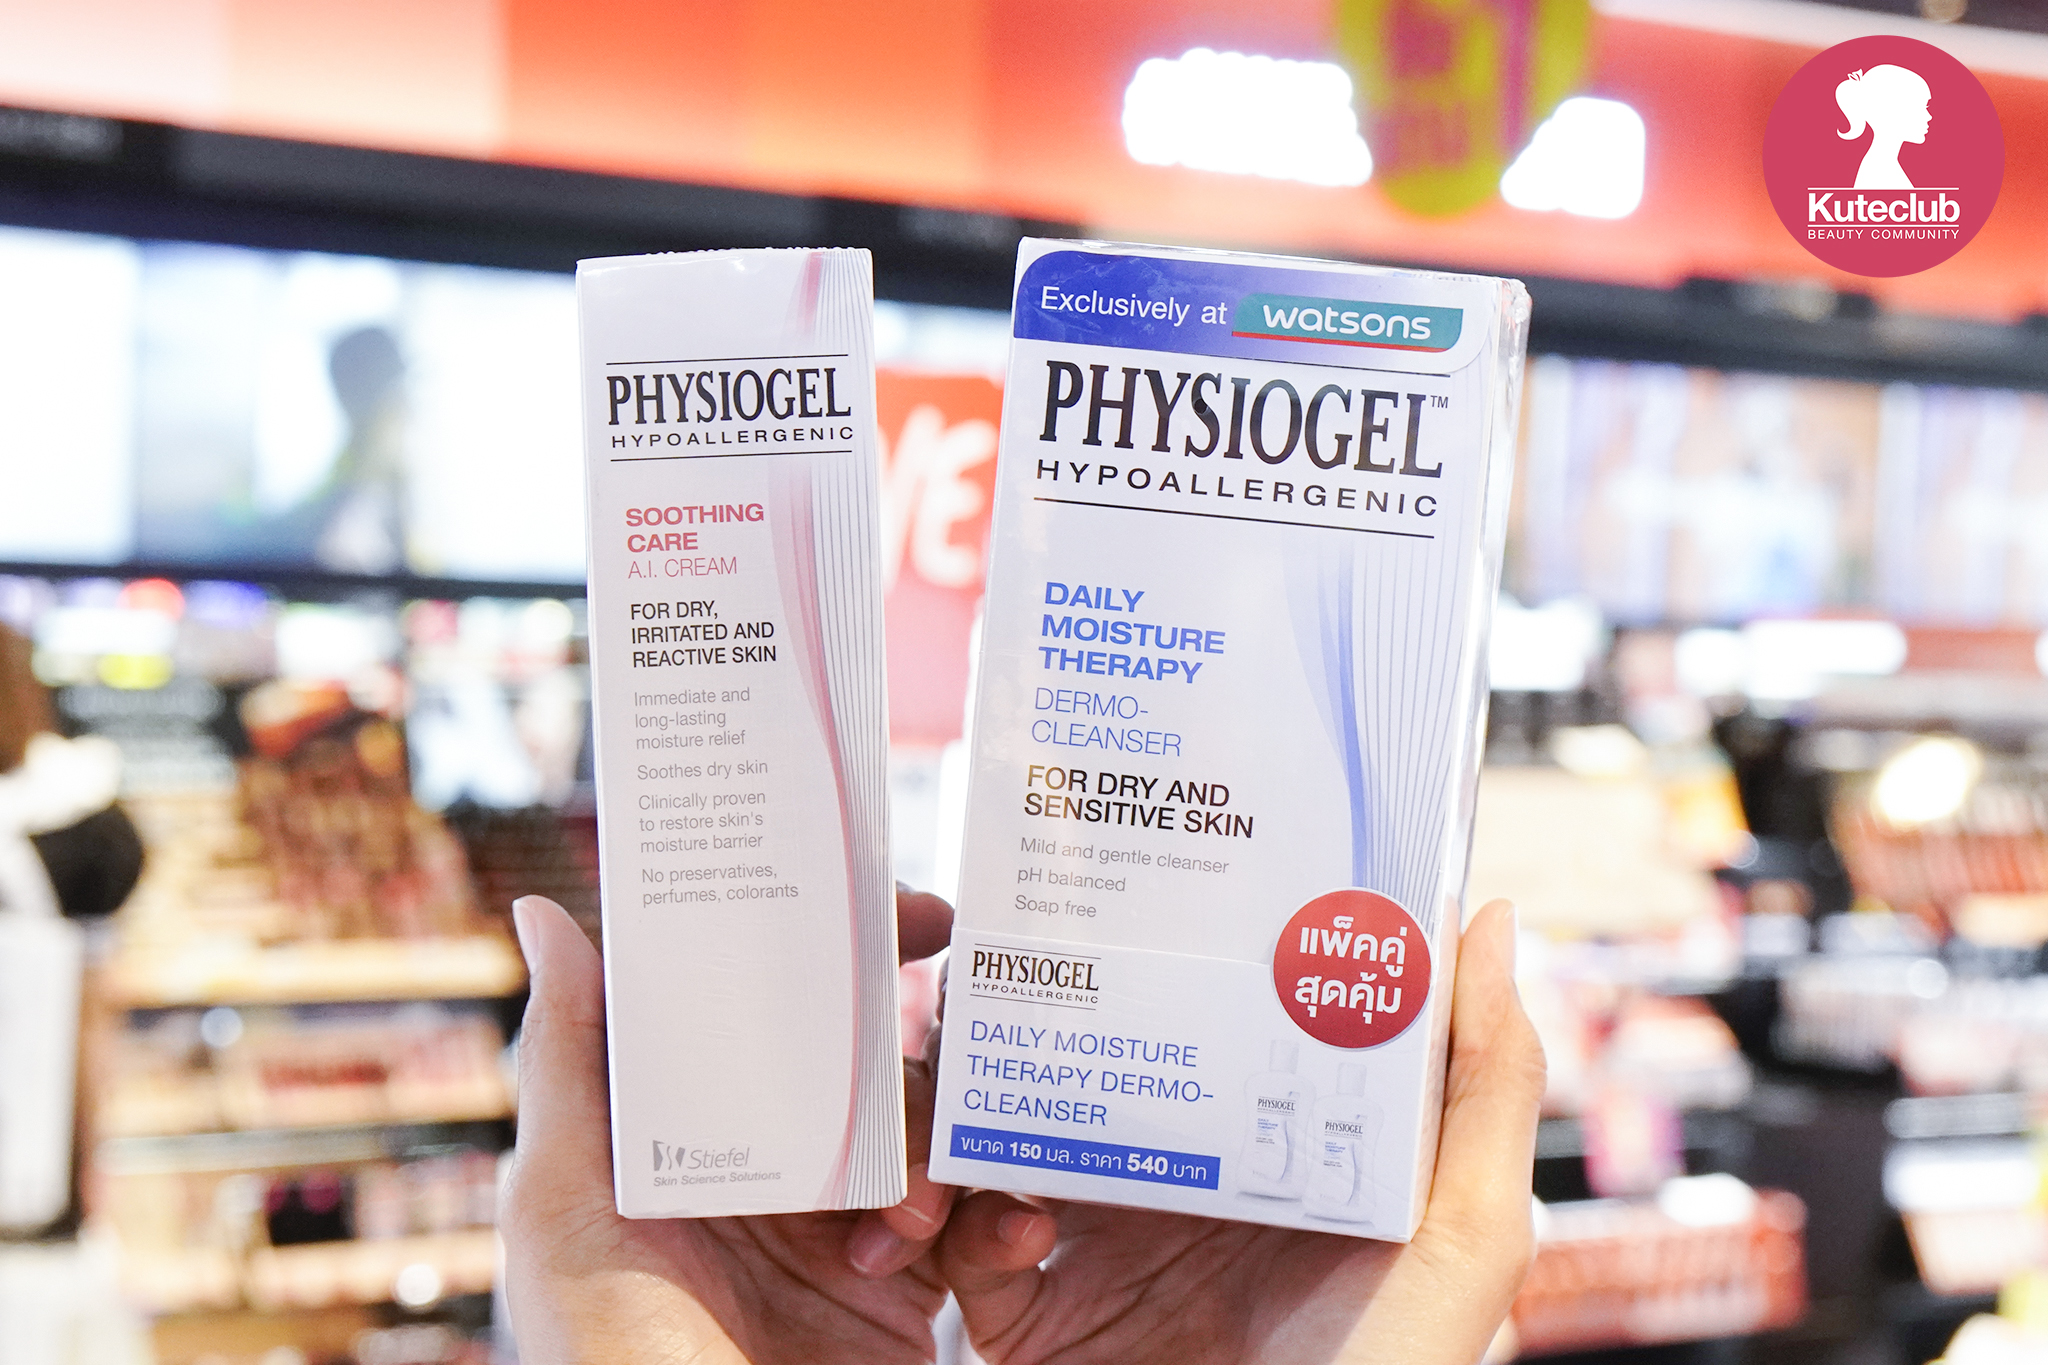 Kuteclub
BEAUTY COMMUNITY
PHYSIOGEL
HYPOALLERGENIC
SOOTHING
CARE
A.I. CREAM
FOR DRY,
IRRITATED AND
REACTIVE SKIN
Immediate and
long-lasting
moisture relief
Soothes dry skin
Clinically proven
to restore skin's
moisture barrier
No preservatives,
perfumes, colorants
Stiefel
Skin Science Solutions
Exclusively at watsons
PHYSIOGEL™
HYPOALLERGENIC
DAILY
MOISTURE
THERAPY
DERMO-
CLEANSER
FOR DRY AND
SENSITIVE SKIN
Mild and gentle cleanser
pH balanced
Soap free
แพ็คคู่
สุดคุ้ม
PHYSIOGEL
HYPOALLERGENIC
DAILY MOISTURE
THERAPY DERMO-
CLEANSER
ขนาด 150 มล. ราคา 540 บาท
PHYSIOGEL
PHYSIOGEL